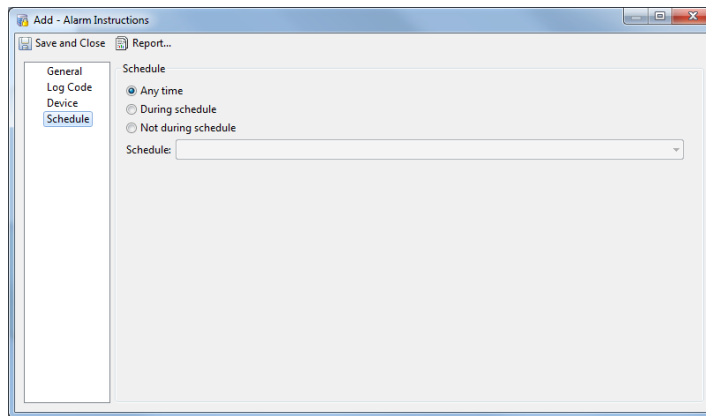 Add - Alarm Instructions
Save and Close Report...
General
Log Code
Device
Schedule
Schedule
Any time
During schedule
Not during schedule
Schedule: